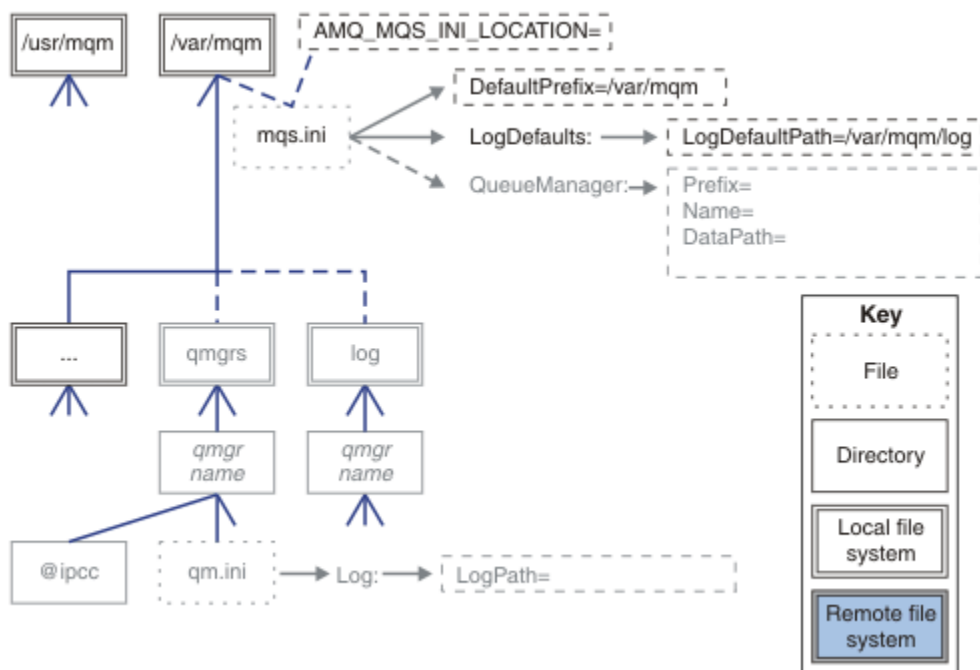 /usr/mqm
/var/mqm
AMQ_MQS_INI_LOCATION=
mqs.ini
DefaultPrefix=/var/mqm
LogDefaults:
LogDefaultPath=/var/mqm/log
QueueManager:
Prefix=
Name=
DataPath=
...
qmgrs
log
qmgr
name
qmgr
name
@ipcc
qm.ini
Log:
LogPath=
Key
File
Directory
Local file
system
Remote file
system